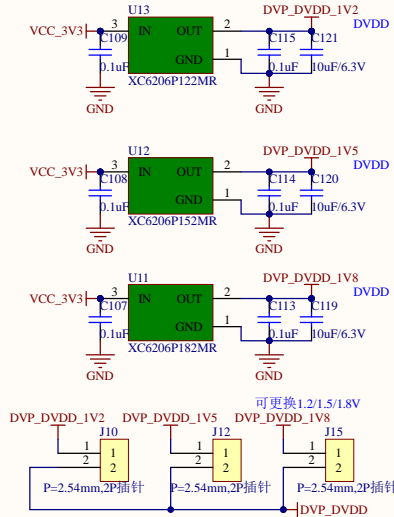 U13
DVP_DVDD_1V2
DVDD
VCC_3V3
3
IN
OUT
2
C109
C115
C121
GND
1
0.1uF
0.1uF
10uF/6.3V
XC6206P122MR
GND
GND
U12
DVP_DVDD_1V5
DVDD
VCC_3V3
3
IN
OUT
2
C108
C114
C120
GND
1
0.1uF
0.1uF
10uF/6.3V
XC6206P152MR
GND
GND
U11
DVP_DVDD_1V8
DVDD
VCC_3V3
3
IN
OUT
2
C107
C113
C119
GND
1
0.1uF
0.1uF
10uF/6.3V
XC6206P182MR
GND
GND
可更换1.2/1.5/1.8V
DVP_DVDD_1V2
DVP_DVDD_1V5
DVP_DVDD_1V8
J10
J12
J15
1 1
2 2
1 1
2 2
1 1
2 2
P=2.54mm,2P插针
P=2.54mm,2P插针
P=2.54mm,2P插针
DVP_DVDD